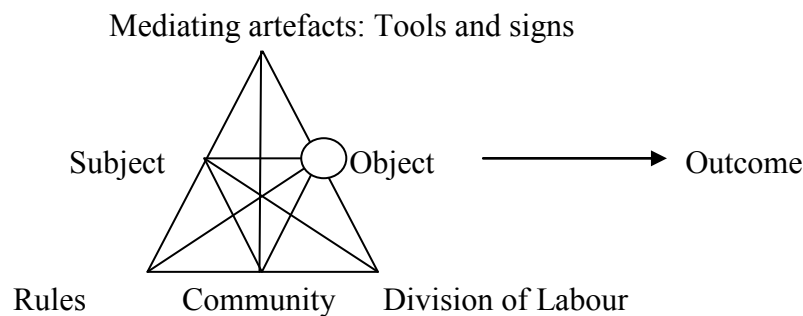 Mediating artefacts: Tools and signs
Subject Object Outcome
Rules Community Division of Labour